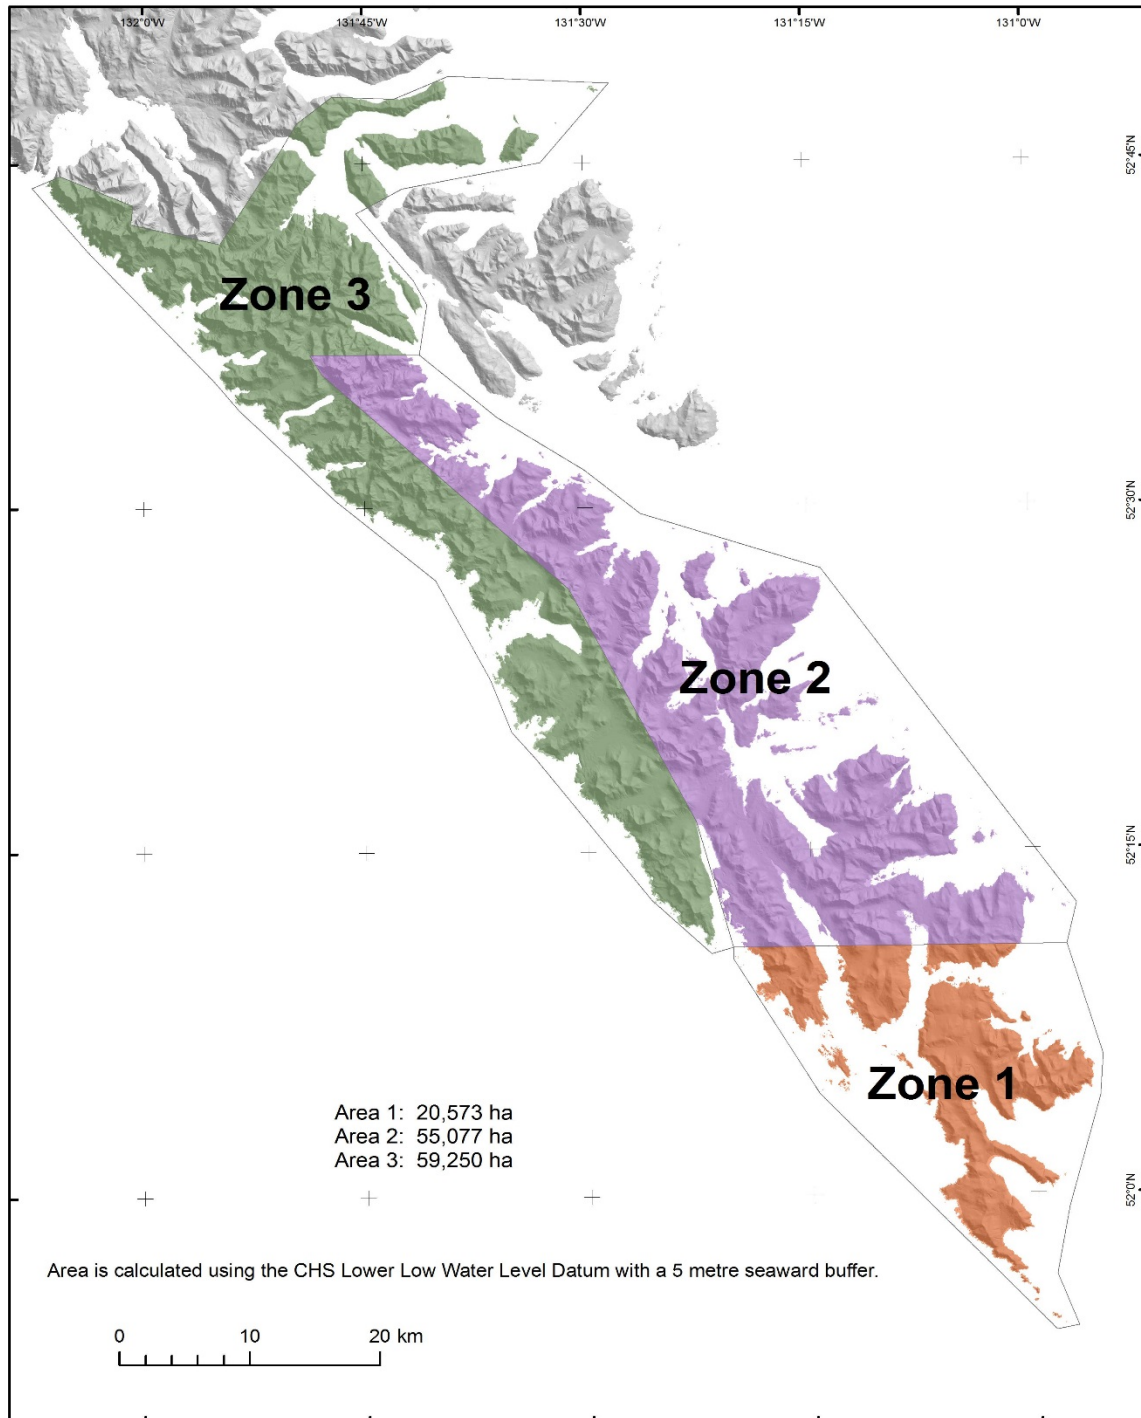 132°0'W 131°45'W 131°30'W 131°15'W 131°0'W
52°45'N
Zone 3
52°30'N
Zone 2
52°15'N
Zone 1
Area 1: 20,573 ha
Area 2: 55,077 ha
Area 3: 59,250 ha
52°0'N
Area is calculated using the CHS Lower Low Water Level Datum with a 5 metre seaward buffer.
0 10 20 km